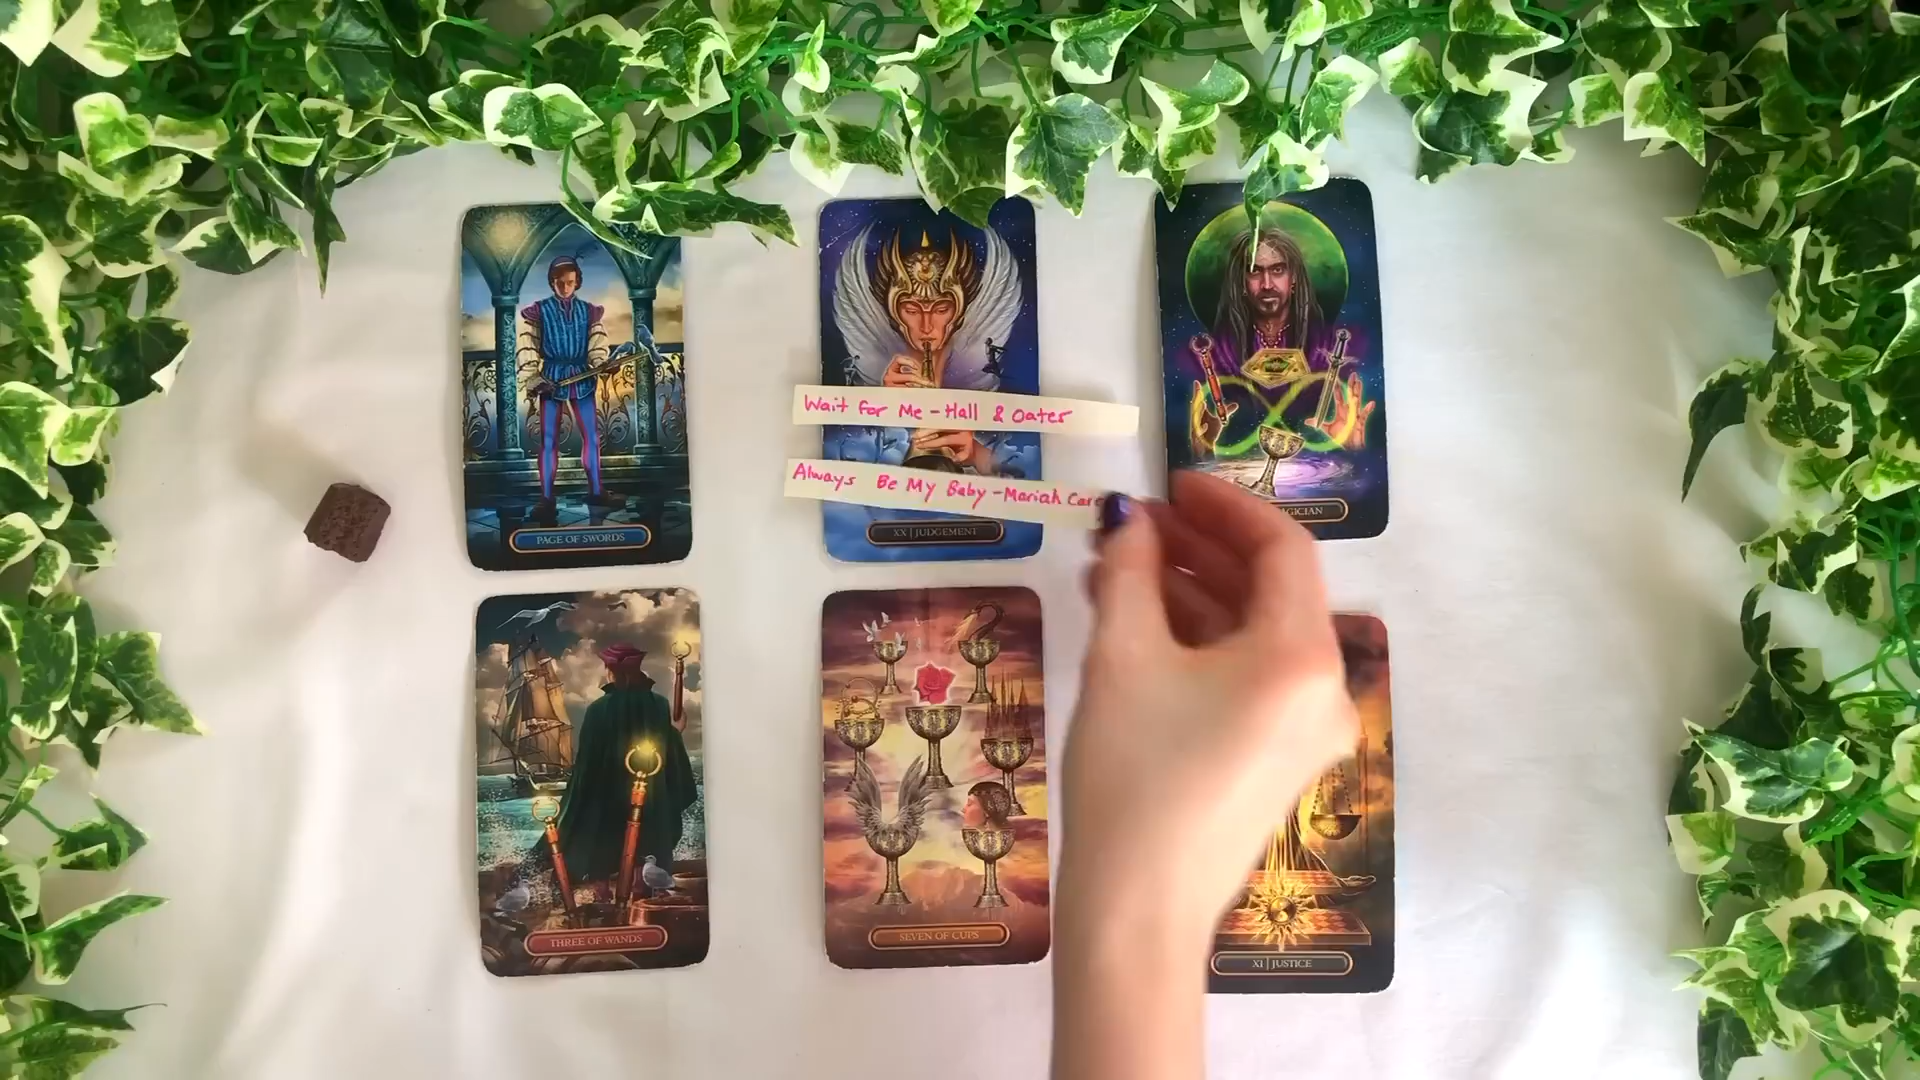 Wait for Me - Hall & Oates
Always Be My Baby - Mariah
PAGE OF SWORDS
XX | JUDGEMENT
THREE OF WANDS
SEVEN OF CUPS
XI | JUSTICE